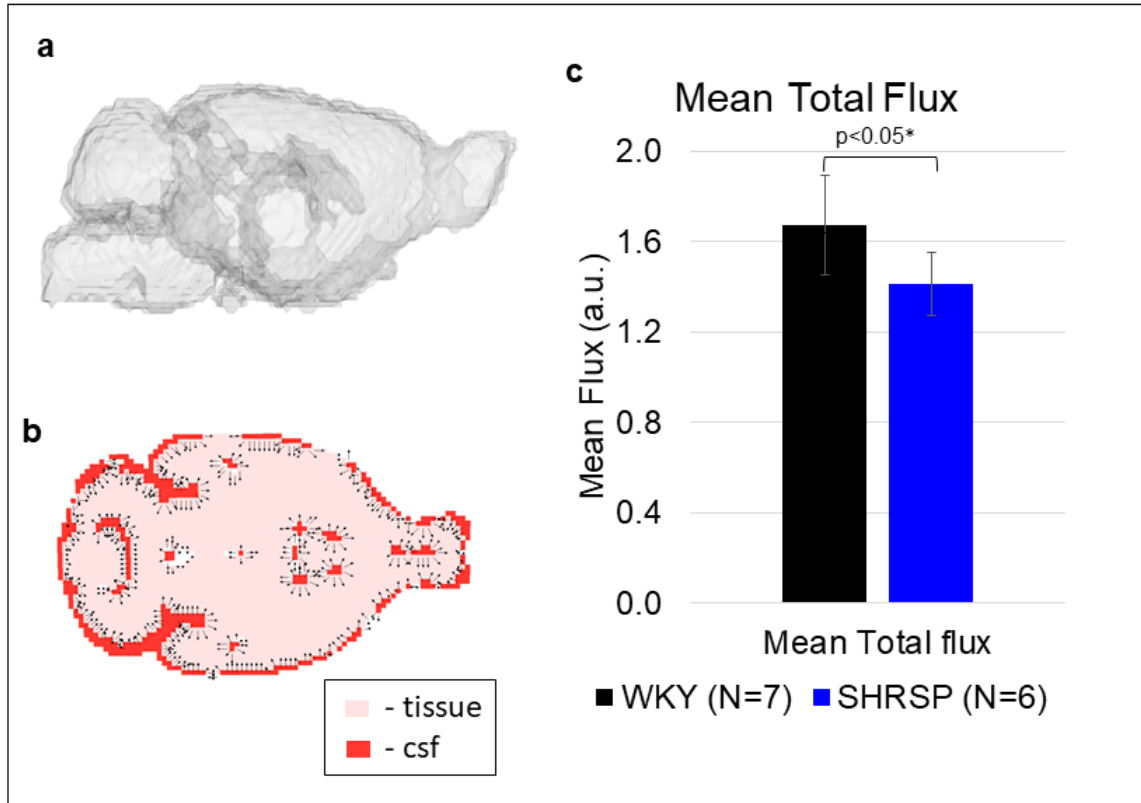 a
b
- tissue
- csf
c
Mean Total Flux
p<0.05*
Mean Flux (a.u.)
2.0
1.6
1.2
0.8
0.4
0.0
Mean Total flux
WKY (N=7) SHRSP (N=6)